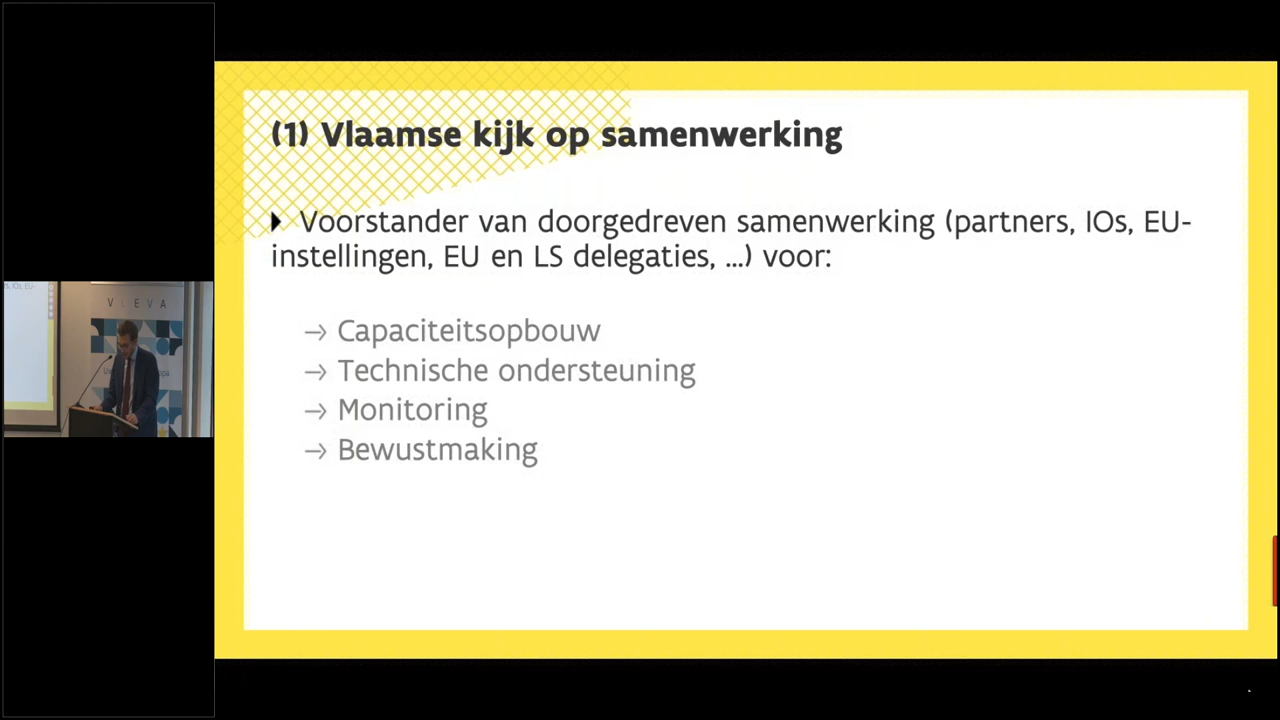 (1) Vlaamse kijk op samenwerking
Voorstander van doorgedreven samenwerking (partners, IOs, EU-
instellingen, EU en LS delegaties, ...) voor:
→ Capaciteitsopbouw
→ Technische ondersteuning
→ Monitoring
→ Bewustmaking
VLEVA